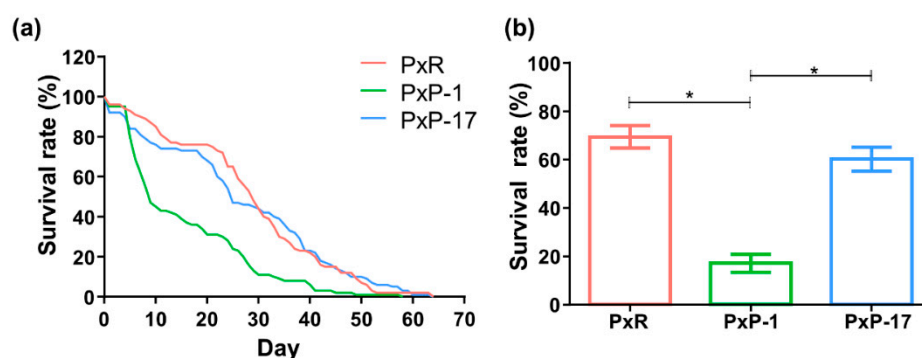 (a)
Survival rate (%)
120
100
80
60
40
20
0
0 10 20 30 40 50 60 70
Day
PxR
PxP-1
PxP-17
(b)
Survival rate (%)
100
80
60
40
20
0
* *
PxR PxP-1 PxP-17